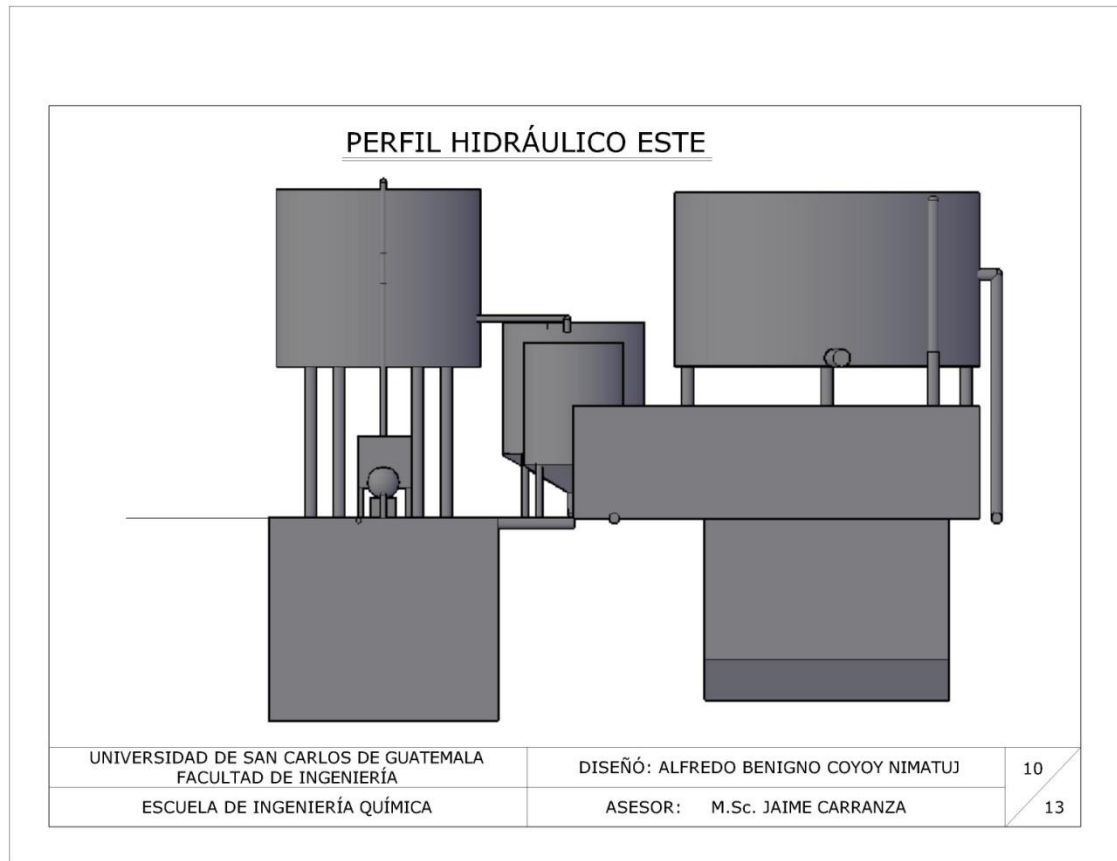 PERFIL HIDRÁULICO ESTE
UNIVERSIDAD DE SAN CARLOS DE GUATEMALA
FACULTAD DE INGENIERÍA
DISEÑÓ: ALFREDO BENIGNO COYOY NIMATUJ
10
ESCUELA DE INGENIERÍA QUÍMICA
ASESOR: M.Sc. JAIME CARRANZA
13